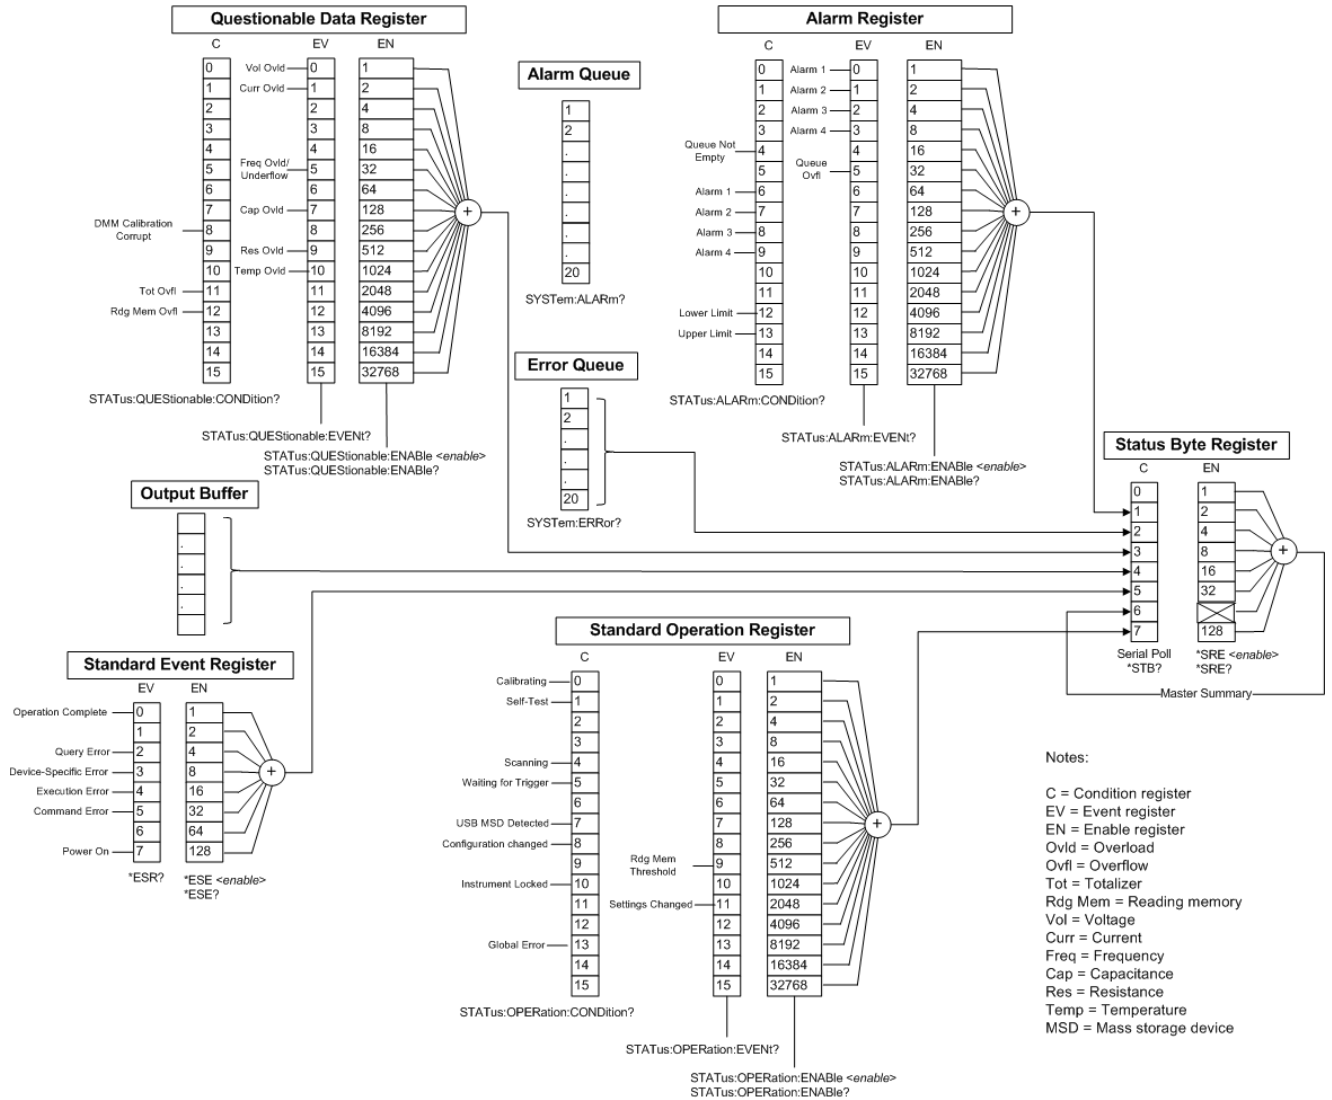 Questionable Data Register
C EV EN
0 Vol Ovld 0 1
1 Curr Ovld 1 2
2 2 4
3 3 8
4 4 16
5 Freq Ovld/ Underflow 5 32
6 6 64
7 Cap Ovld 7 128
DMM Calibration Corrupt 8 8 256
9 Res Ovld 9 512
10 Temp Ovld 10 1024
Tot Ovfl 11 11 2048
Rdg Mem Ovfl 12 12 4096
13 13 8192
14 14 16384
15 15 32768
+
STATus:QUEStionable:CONDition?
STATus:QUEStionable:EVENt?
STATus:QUEStionable:ENABle <enable>
STATus:QUEStionable:ENABle?
Alarm Queue
1
2
.
.
.
.
.
.
20
SYSTem:ALARm?
Alarm Register
C EV EN
0 Alarm 1 0 1
1 Alarm 2 1 2
2 Alarm 3 2 4
3 Alarm 4 3 8
Queue Not Empty 4 4 16
5 Queue Ovfl 5 32
Alarm 1 6 6 64
Alarm 2 7 7 128
Alarm 3 8 8 256
Alarm 4 9 9 512
10 10 1024
11 11 2048
Lower Limit 12 12 4096
Upper Limit 13 13 8192
14 14 16384
15 15 32768
+
STATus:ALARm:CONDition?
STATus:ALARm:EVENt?
STATus:ALARm:ENABle <enable>
STATus:ALARm:ENABle?
Error Queue
1
2
.
.
.
20
SYSTem:ERRor?
Output Buffer
.
.
.
.
Status Byte Register
C EN
0 1
1 2
2 4
3 8
4 16
5 32
6
7 128
+
Serial Poll
*STB?
*SRE <enable>
*SRE?
Master Summary
Standard Event Register
EV EN
Operation Complete 0 1
1 2
Query Error 2 4
Device-Specific Error 3 8
Execution Error 4 16
Command Error 5 32
6 64
Power On 7 128
+
*ESR?
*ESE <enable>
*ESE?
Standard Operation Register
C EV EN
Calibrating 0 0 1
Self-Test 1 1 2
2 2 4
3 3 8
Scanning 4 4 16
Waiting for Trigger 5 5 32
6 6 64
USB MSD Detected 7 7 128
Configuration changed 8 8 256
9 Rdg Mem Threshold 9 512
Instrument Locked 10 10 1024
11 Settings Changed 11 2048
12 12 4096
Global Error 13 13 8192
14 14 16384
15 15 32768
+
STATus:OPERation:CONDition?
STATus:OPERation:EVENt?
STATus:OPERation:ENABle <enable>
STATus:OPERation:ENABle?
Notes:
C = Condition register
EV = Event register
EN = Enable register
Ovld = Overload
Ovfl = Overflow
Tot = Totalizer
Rdg Mem = Reading memory
Vol = Voltage
Curr = Current
Freq = Frequency
Cap = Capacitance
Res = Resistance
Temp = Temperature
MSD = Mass storage device